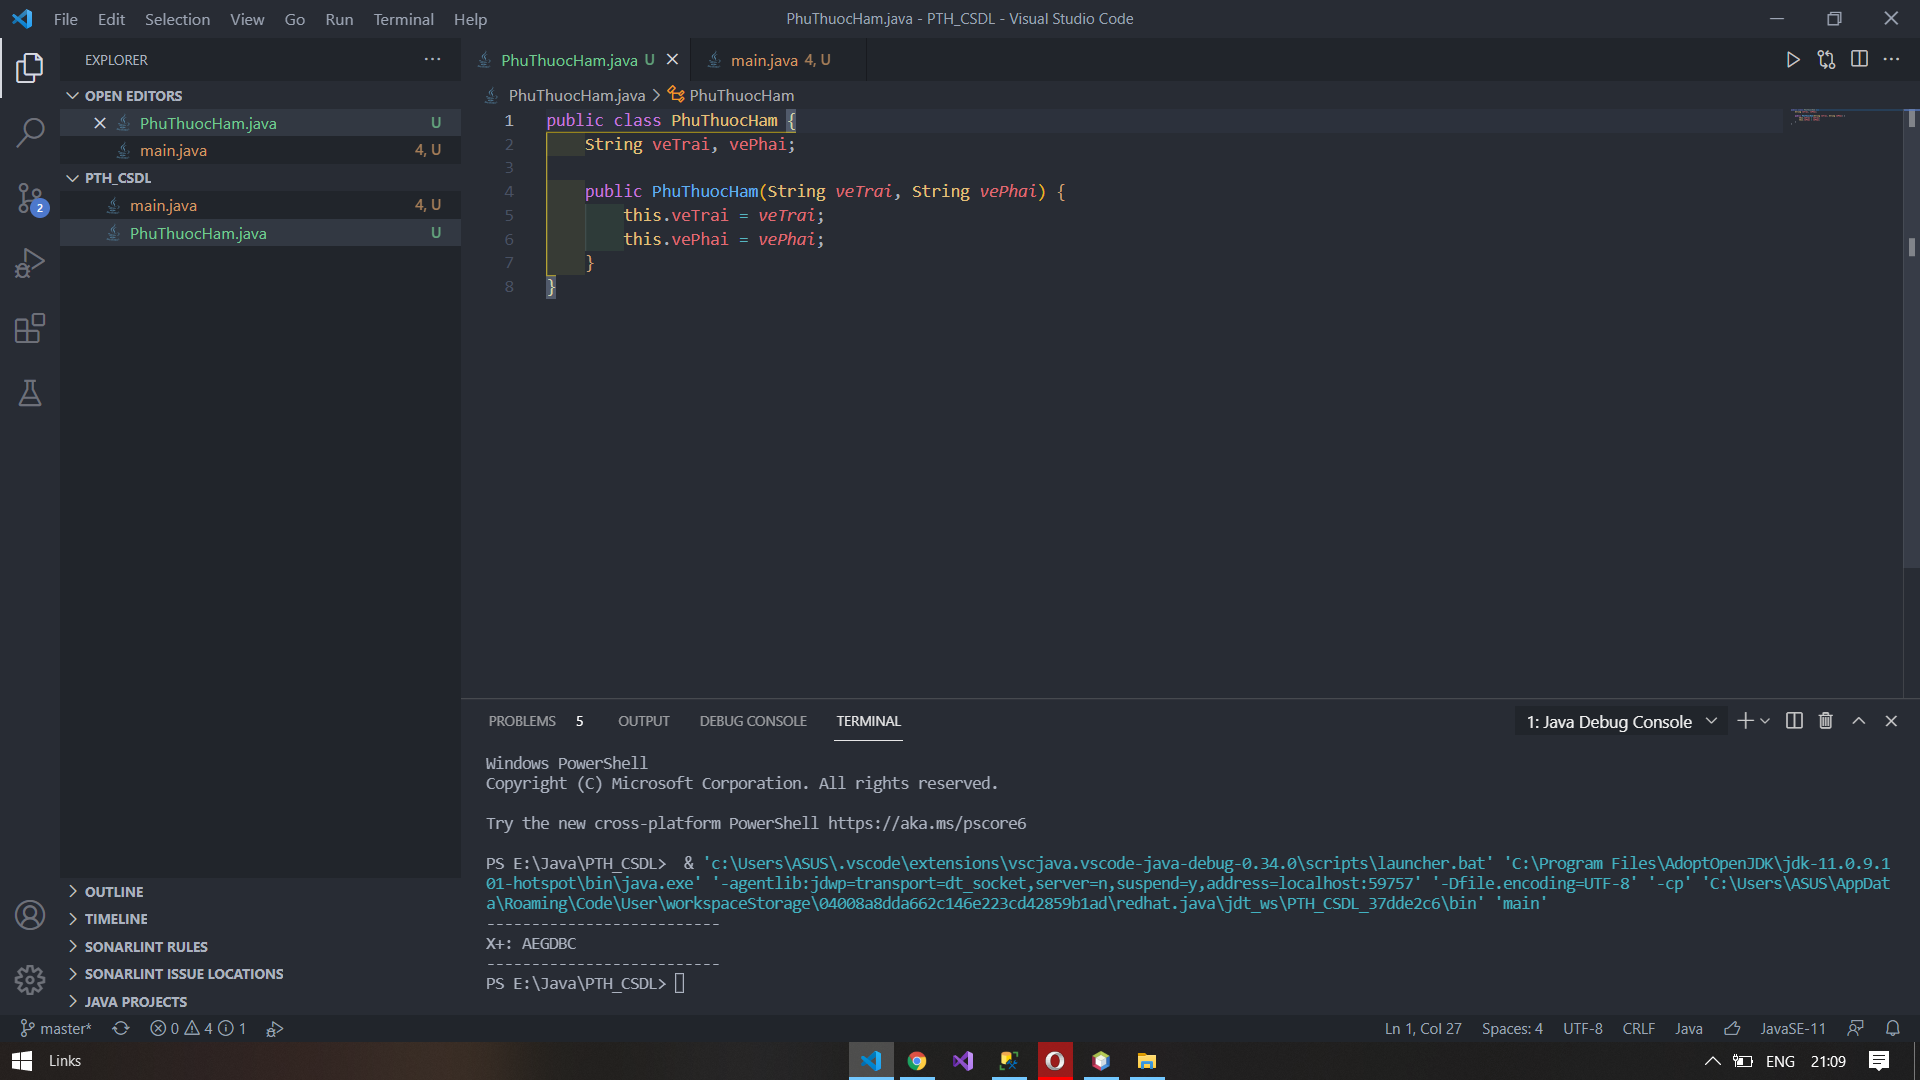 File Edit Selection View Go Run Terminal Help
PhuThuocHam.java - PTH_CSDL - Visual Studio Code
EXPLORER
OPEN EDITORS
PhuThuocHam.java U
main.java 4, U
PTH_CSDL
main.java 4, U
PhuThuocHam.java U
2
OUTLINE
TIMELINE
SONARLINT RULES
SONARLINT ISSUE LOCATIONS
JAVA PROJECTS
PhuThuocHam.java U main.java 4, U
PhuThuocHam.java > PhuThuocHam
1 public class PhuThuocHam {
2 String veTrai, vePhai;
3
4 public PhuThuocHam(String veTrai, String vePhai) {
5 this.veTrai = veTrai;
6 this.vePhai = vePhai;
7 }
8 }
PROBLEMS 5 OUTPUT DEBUG CONSOLE TERMINAL 1: Java Debug Console
Windows PowerShell
Copyright (C) Microsoft Corporation. All rights reserved.
Try the new cross-platform PowerShell https://aka.ms/pscore6
PS E:\Java\PTH_CSDL> & 'c:\Users\ASUS\.vscode\extensions\vscjava.vscode-java-debug-0.34.0\scripts\launcher.bat' 'C:\Program Files\AdoptOpenJDK\jdk-11.0.9.1
01-hotspot\bin\java.exe' '-agentlib:jdwp=transport=dt_socket,server=n,suspend=y,address=localhost:59757' '-Dfile.encoding=UTF-8' '-cp' 'C:\Users\ASUS\AppDat
a\Roaming\Code\User\workspaceStorage\04008a8dda662c146e223cd42859b1ad\redhat.java\jdt_ws\PTH_CSDL_37dde2c6\bin' 'main'
--------------------------
X+: AEGDBC
--------------------------
PS E:\Java\PTH_CSDL>
master* 0 4 1 Ln 1, Col 27 Spaces: 4 UTF-8 CRLF Java JavaSE-11
Links ENG 21:09